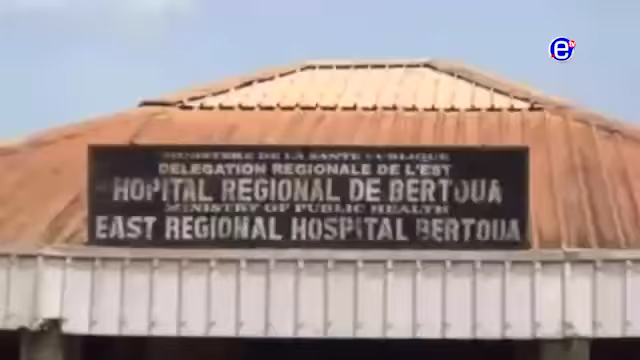 MINISTERE DE LA SANTE PUBLIQUE
DELEGATION REGIONALE DE L'EST
HOPITAL REGIONAL DE BERTOUA
MINISTRY OF PUBLIC HEALTH
EAST REGIONAL HOSPITAL BERTOUA
e